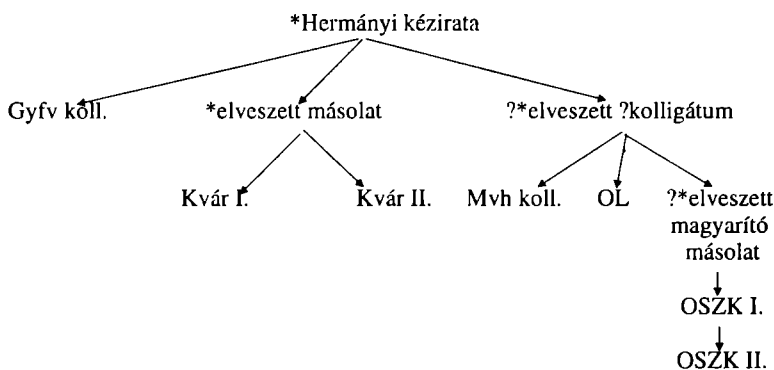 *Hermányi kézirata
Gyfv koll. *elveszett másolat ?*elveszett ?kolligátum
Kvár I. Kvár II. Mvh koll. OL ?*elveszett
magyarító
másolat
OSZK I.
OSZK II.